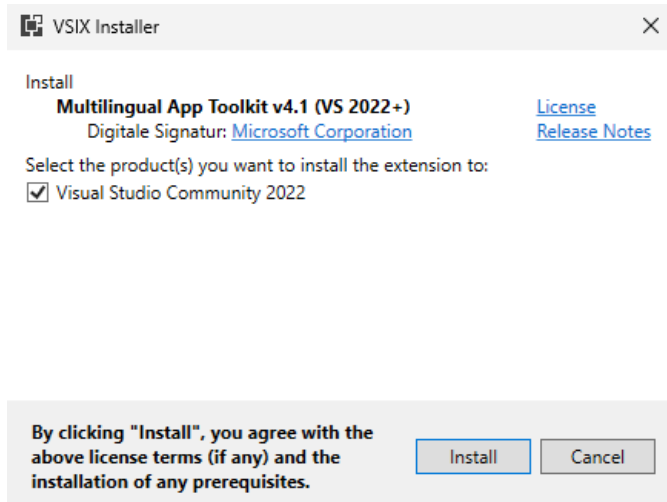 VSIX Installer
Install
Multilingual App Toolkit v4.1 (VS 2022+) License
Digitale Signatur: Microsoft Corporation Release Notes
Select the product(s) you want to install the extension to:
Visual Studio Community 2022
By clicking "Install", you agree with the
above license terms (if any) and the
installation of any prerequisites.
Install Cancel